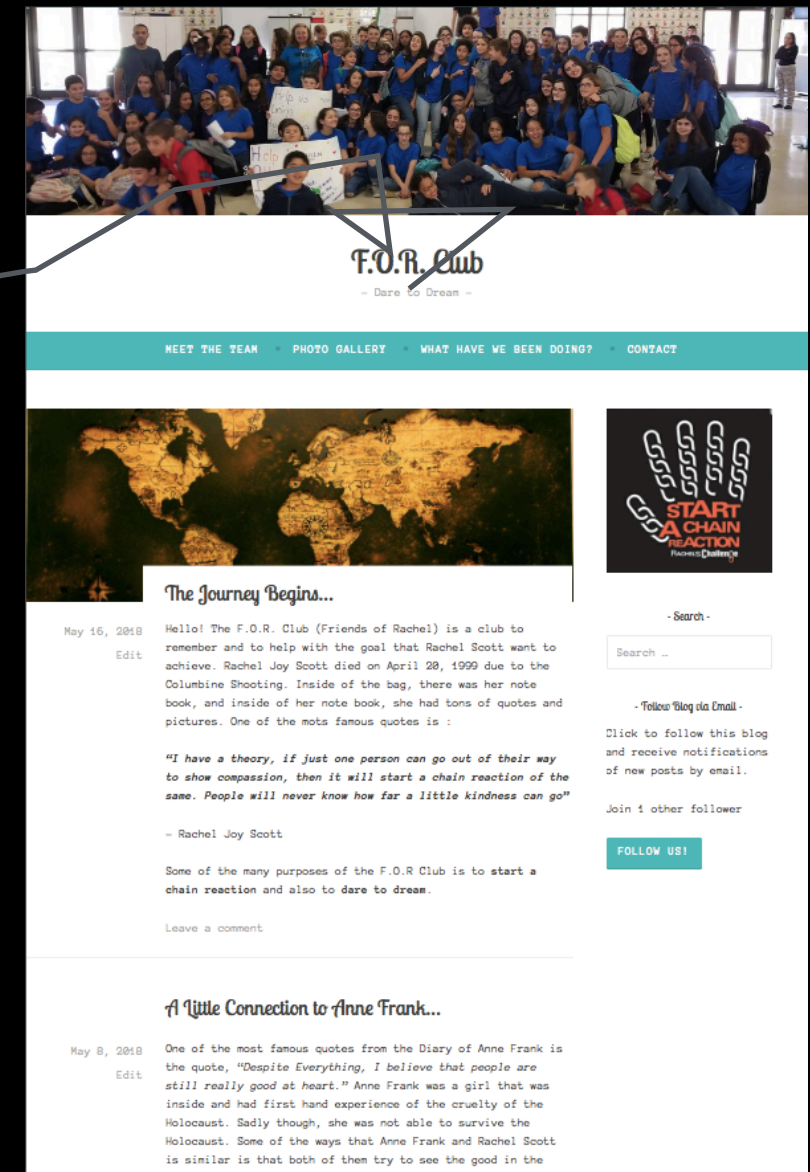 Help us
Help
F.O.R. Club
– Dare to Dream –
MEET THE TEAM
PHOTO GALLERY
WHAT HAVE WE BEEN DOING?
CONTACT
START
A CHAIN
REACTION
RACHEL'S Challenge
The Journey Begins...
May 16, 2018
Edit
Hello! The F.O.R. Club (Friends of Rachel) is a club to
remember and to help with the goal that Rachel Scott want to
achieve. Rachel Joy Scott died on April 20, 1999 due to the
Columbine Shooting. Inside of the bag, there was her note
book, and inside of her note book, she had tons of quotes and
pictures. One of the mots famous quotes is :
“I have a theory, if just one person can go out of their way
to show compassion, then it will start a chain reaction of the
same. People will never know how far a little kindness can go”
– Rachel Joy Scott
Some of the many purposes of the F.O.R Club is to start a
chain reaction and also to dare to dream.
Leave a comment
A Little Connection to Anne Frank...
May 8, 2018
Edit
One of the most famous quotes from the Diary of Anne Frank is
the quote, “Despite Everything, I believe that people are
still really good at heart.” Anne Frank was a girl that was
inside and had first hand experience of the cruelty of the
Holocaust. Sadly though, she was not able to survive the
Holocaust. Some of the ways that Anne Frank and Rachel Scott
is similar is that both of them try to see the good in the
- Search -
Search …
- Follow Blog via Email -
Click to follow this blog
and receive notifications
of new posts by email.
Join 1 other follower
FOLLOW US!